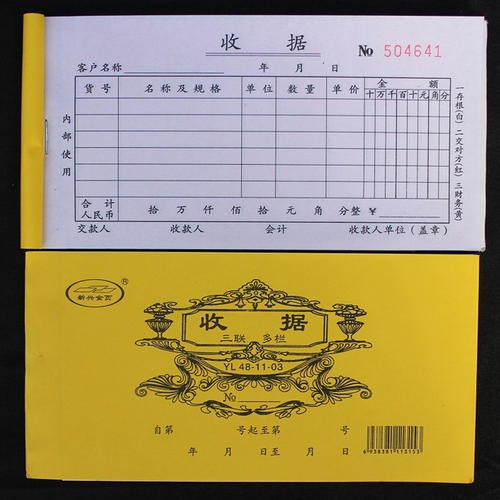 收 据 No 504641
客户名称 年 月 日
货 号 名 称 及 规 格 单 位 数 量 单 价 金 额
十 万 千 百 十 元 角 分
内部使用
一存根(白) 二交对方(红) 三财务(黄)
合 计
人民币 拾 万 仟 佰 拾 元 角 分整 ¥
交款人 收款人 会计 收款人单位(盖章)
新兴金页 ®
收 据
三联 多栏
YL 48-11-03
No
自第 号起至第 号
年 月 日至 月 日
6 938381 113153